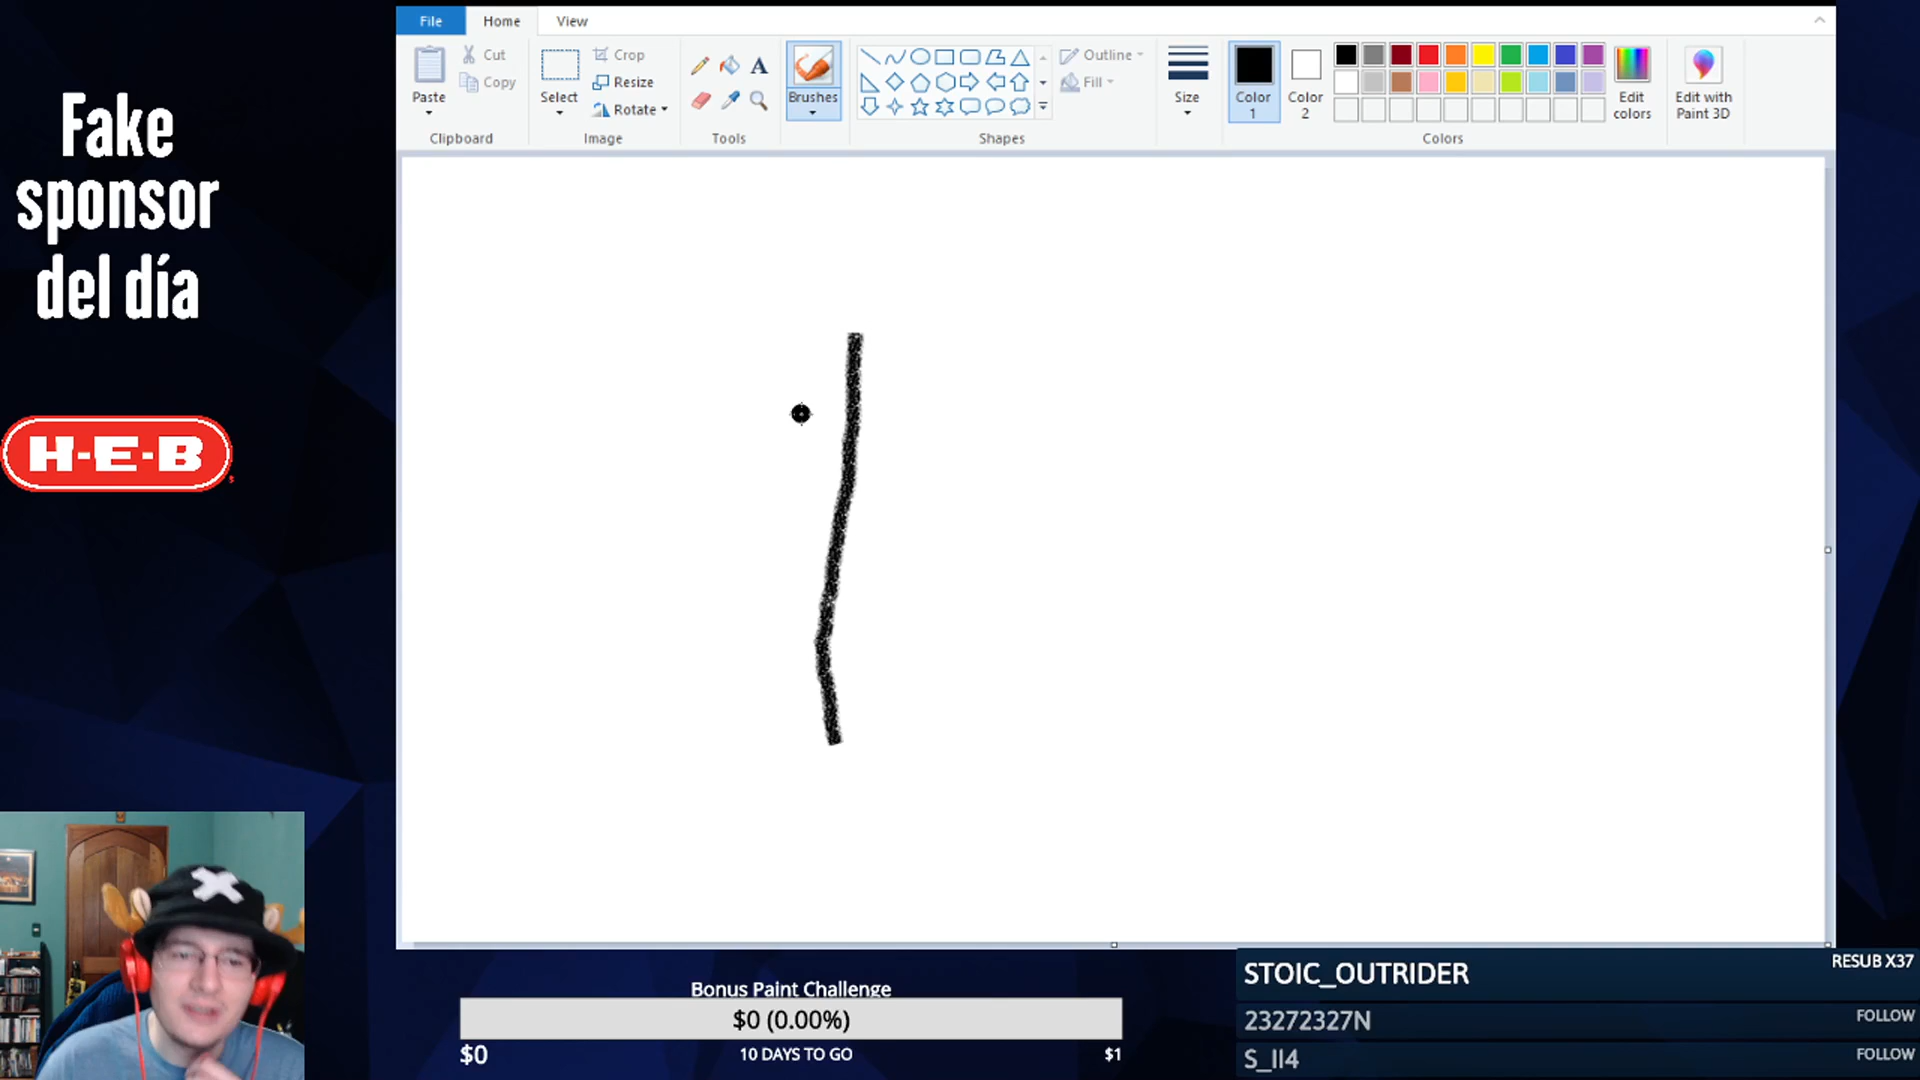 File Home View
Paste Cut Copy Select Crop Resize Rotate A Brushes Outline Fill Size Color 1 Color 2 Edit colors Edit with Paint 3D
Clipboard Image Tools Shapes Colors
Fake
sponsor
del día
H-E-B
Bonus Paint Challenge
$0 (0.00%)
$0 10 DAYS TO GO $1
STOIC_OUTRIDER RESUB X37
23272327N FOLLOW
S_II4 FOLLOW